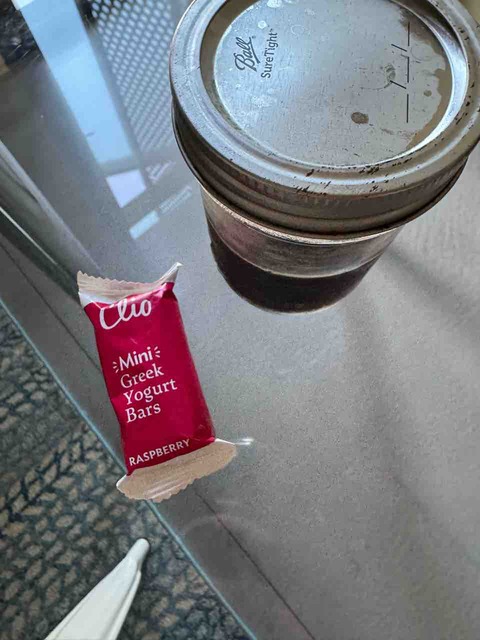 Ball
SureTight
Clio
Mini
Greek
Yogurt
Bars
RASPBERRY